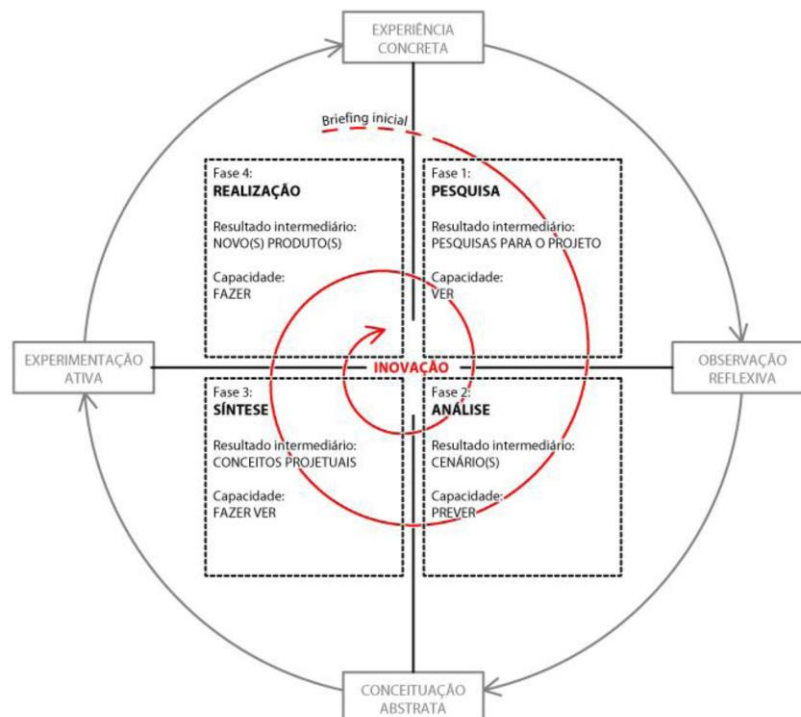 EXPERIÊNCIA
CONCRETA
Briefing inicial
Fase 4:
REALIZAÇÃO
Resultado intermediário:
NOVO(S) PRODUTO(S)
Capacidade:
FAZER
Fase 1:
PESQUISA
Resultado intermediário:
PESQUISAS PARA O PROJETO
Capacidade:
VER
EXPERIMENTAÇÃO
ATIVA
INOVAÇÃO
OBSERVAÇÃO
REFLEXIVA
Fase 3:
SÍNTESE
Resultado intermediário:
CONCEITOS PROJETUAIS
Capacidade:
FAZER VER
Fase 2:
ANÁLISE
Resultado intermediário:
CENÁRIO(S)
Capacidade:
PREVER
CONCEITUAÇÃO
ABSTRATA